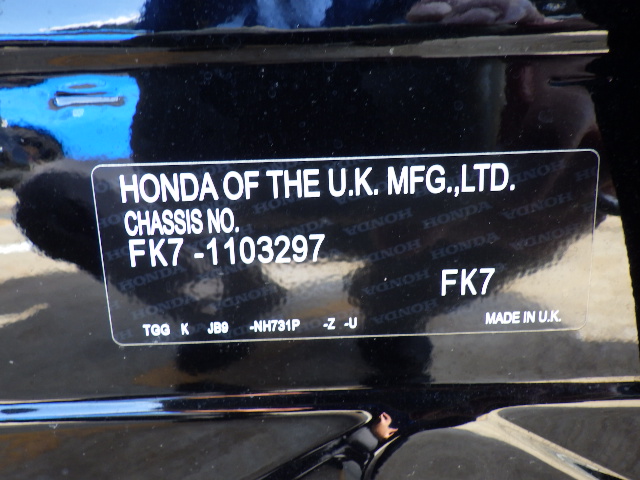 HONDA OF THE U.K. MFG.,LTD.
CHASSIS NO.
FK7 -1103297
FK7
TGG K JB9 -NH731P -Z -U MADE IN U.K.